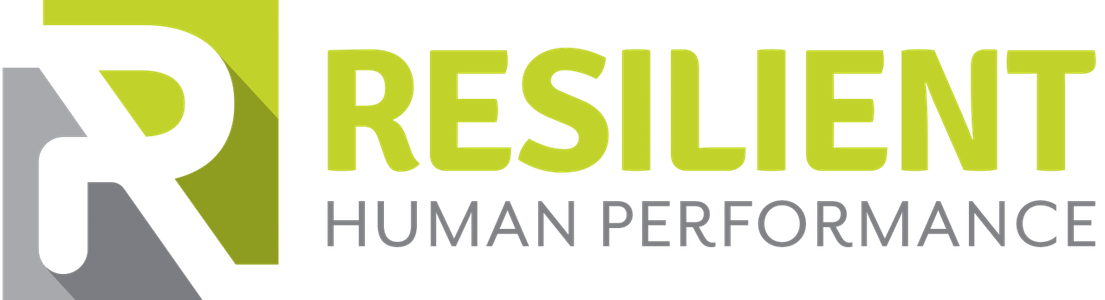 R
RESILIENT
HUMAN PERFORMANCE